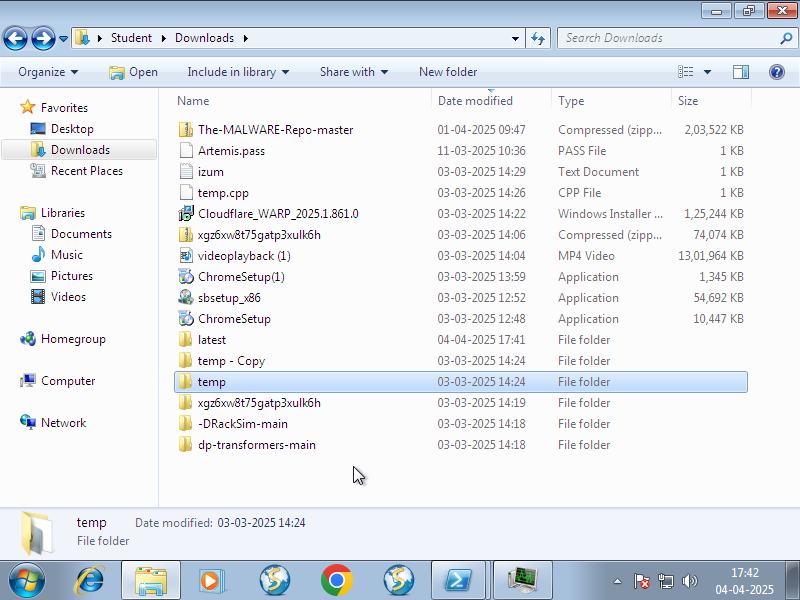 Student Downloads
Search Downloads
Organize Open Include in library Share with New folder
Name Date modified Type Size
Favorites
Desktop
Downloads
Recent Places
Libraries
Documents
Music
Pictures
Videos
Homegroup
Computer
Network
The-MALWARE-Repo-master 01-04-2025 09:47 Compressed (zipp... 2,03,522 KB
Artemis.pass 11-03-2025 10:36 PASS File 1 KB
izum 03-03-2025 14:29 Text Document 1 KB
temp.cpp 03-03-2025 14:26 CPP File 1 KB
Cloudflare_WARP_2025.1.861.0 03-03-2025 14:22 Windows Installer ... 1,25,244 KB
xgz6xw8t75gatp3xulk6h 03-03-2025 14:06 Compressed (zipp... 74,074 KB
videoplayback (1) 03-03-2025 14:04 MP4 Video 13,01,964 KB
ChromeSetup(1) 03-03-2025 13:59 Application 1,345 KB
sbsetup_x86 03-03-2025 12:52 Application 54,692 KB
ChromeSetup 03-03-2025 12:48 Application 10,447 KB
latest 04-04-2025 17:41 File folder
temp - Copy 03-03-2025 14:24 File folder
temp 03-03-2025 14:24 File folder
xgz6xw8t75gatp3xulk6h 03-03-2025 14:19 File folder
-DRackSim-main 03-03-2025 14:18 File folder
dp-transformers-main 03-03-2025 14:18 File folder
temp Date modified: 03-03-2025 14:24
File folder
17:42
04-04-2025